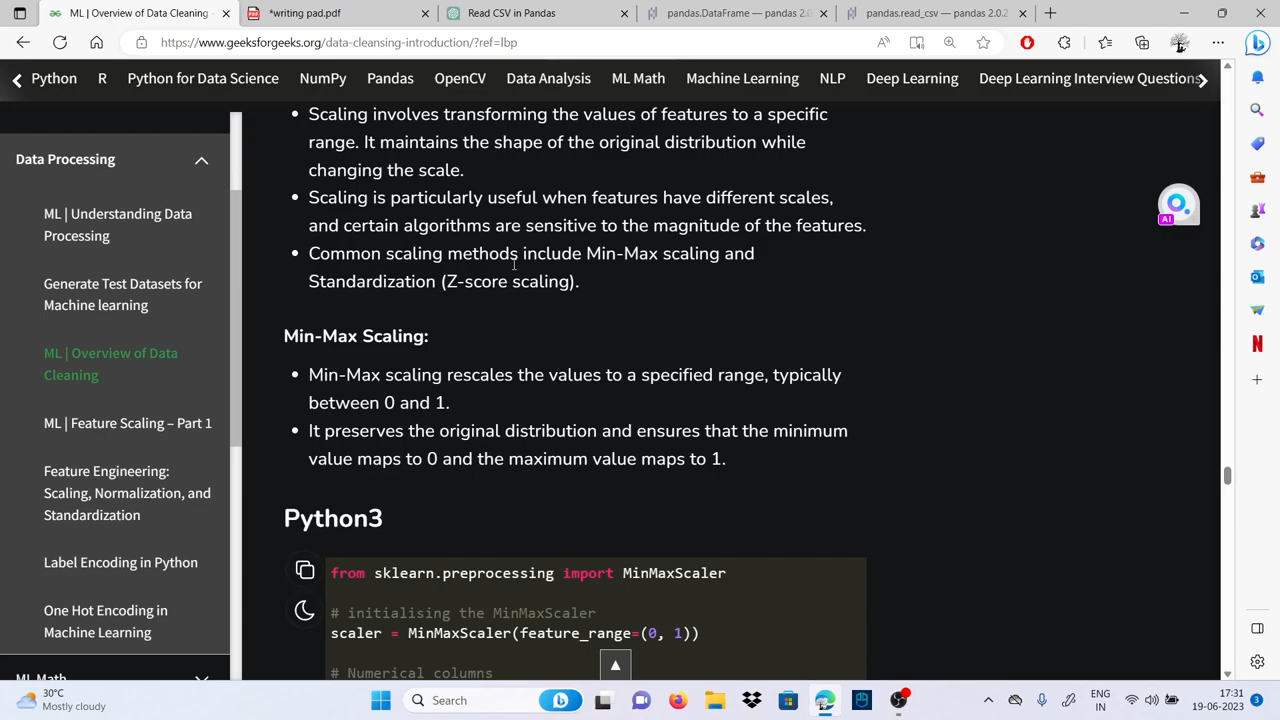 ML | Overview of Data Cleaning -
*writing pad.pdf
Read CSV in Pandas
pandas.DataFrame — pandas 2.0.
pandas.read_csv — pandas 2.0.2
https://www.geeksforgeeks.org/data-cleansing-introduction/?ref=lbp
Python R Python for Data Science NumPy Pandas OpenCV Data Analysis ML Math Machine Learning NLP Deep Learning Deep Learning Interview Questions
Data Processing
ML | Understanding Data
Processing
Generate Test Datasets for
Machine learning
ML | Overview of Data
Cleaning
ML | Feature Scaling – Part 1
Feature Engineering:
Scaling, Normalization, and
Standardization
Label Encoding in Python
One Hot Encoding in
Machine Learning
ML Math
Scaling involves transforming the values of features to a specific
range. It maintains the shape of the original distribution while
changing the scale.
Scaling is particularly useful when features have different scales,
and certain algorithms are sensitive to the magnitude of the features.
Common scaling methods include Min-Max scaling and
Standardization (Z-score scaling).
Min-Max Scaling:
Min-Max scaling rescales the values to a specified range, typically
between 0 and 1.
It preserves the original distribution and ensures that the minimum
value maps to 0 and the maximum value maps to 1.
Python3
from sklearn.preprocessing import MinMaxScaler
# initialising the MinMaxScaler
scaler = MinMaxScaler(feature_range=(0, 1))
# Numerical columns
AI
30°C
Mostly cloudy
Search
ENG
IN
17:31
19-06-2023
3